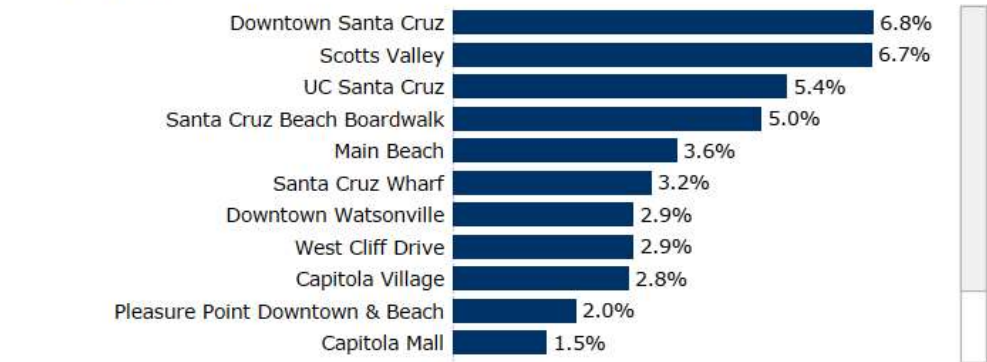 Downtown Santa Cruz 6.8%
Scotts Valley 6.7%
UC Santa Cruz 5.4%
Santa Cruz Beach Boardwalk 5.0%
Main Beach 3.6%
Santa Cruz Wharf 3.2%
Downtown Watsonville 2.9%
West Cliff Drive 2.9%
Capitola Village 2.8%
Pleasure Point Downtown & Beach 2.0%
Capitola Mall 1.5%